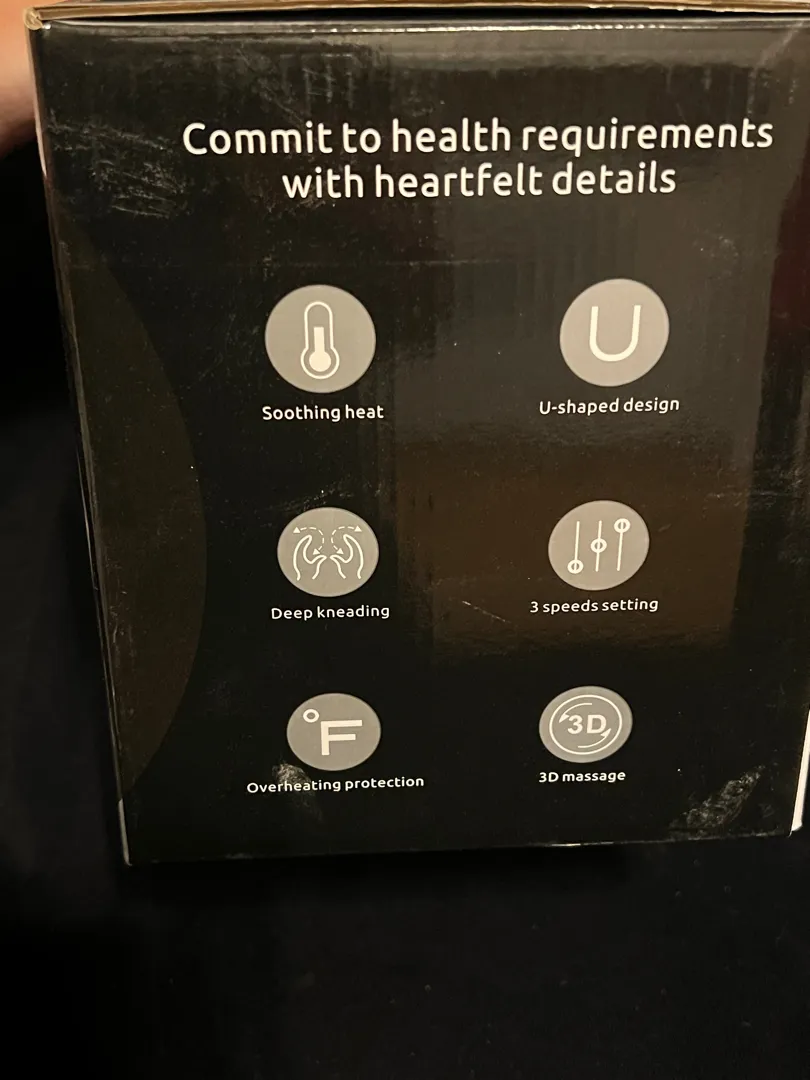 Commit to health requirements
with heartfelt details
U
Soothing heat
U-shaped design
Deep kneading
3 speeds setting
°F
3D
Overheating protection
3D massage